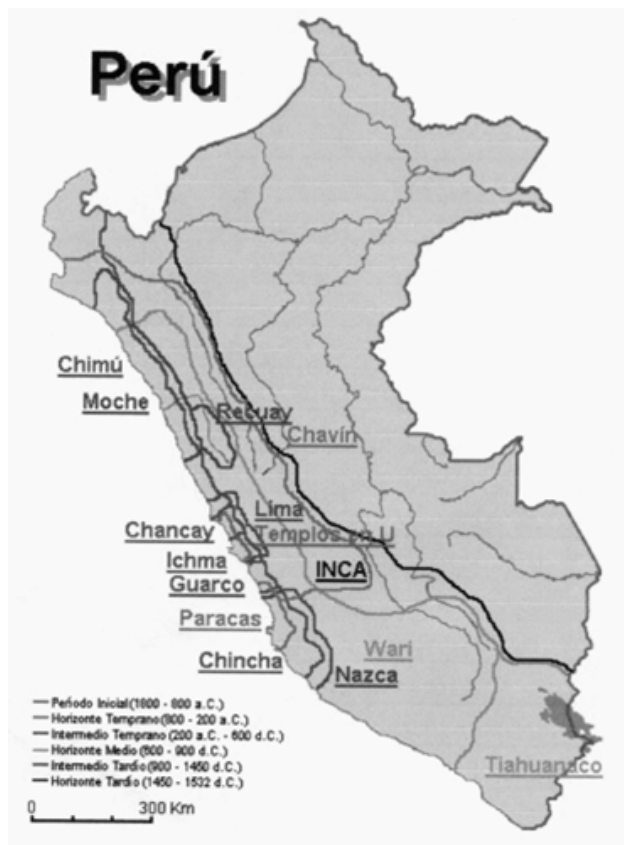 Perú
Chimú
Moche
Recuay
Chavín
Lima
Templos en U
Chancay
Ichma
INCA
Guarco
Paracas
Wari
Chincha
Nazca
Tiahuanaco
Período Inicial (1800 - 800 a.C.)
Horizonte Temprano (800 - 200 a.C.)
Intermedio Temprano (200 a.C. - 600 d.C.)
Horizonte Medio (600 - 900 d.C.)
Intermedio Tardío (900 - 1450 d.C.)
Horizonte Tardío (1450 - 1532 d.C.)
0 300 Km